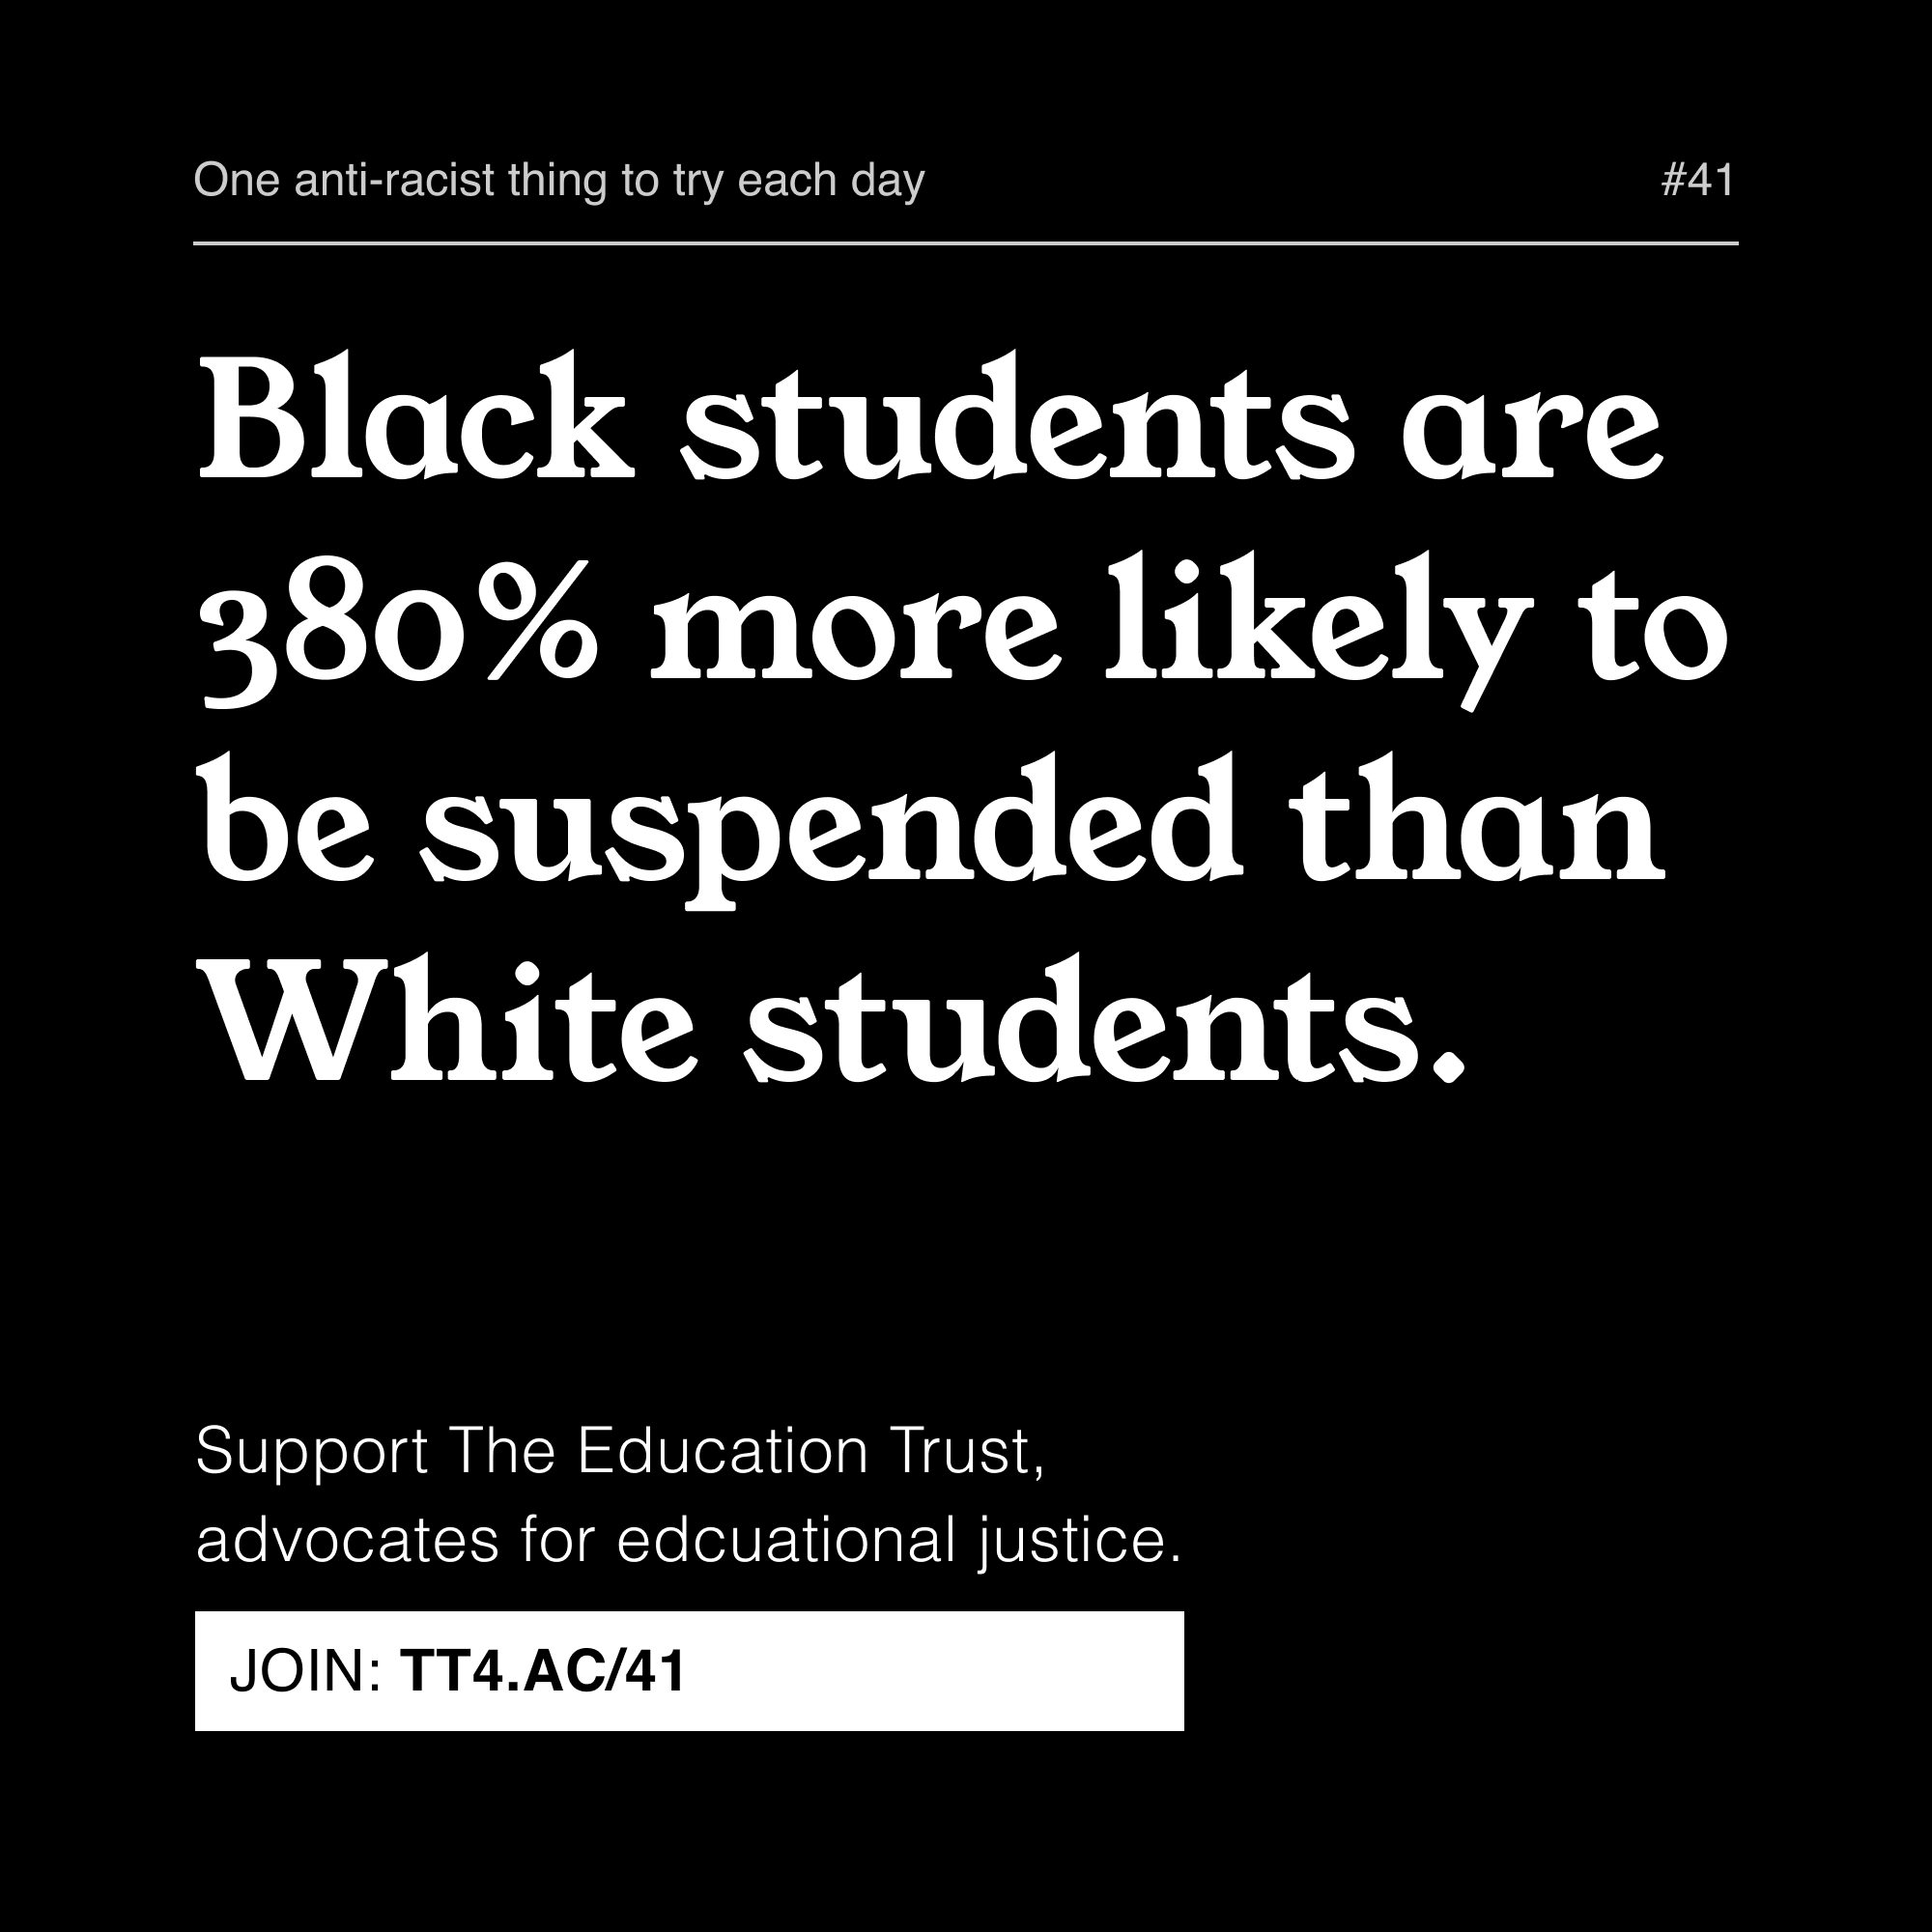 One anti-racist thing to try each day #41
Black students are
380% more likely to
be suspended than
White students.
Support The Education Trust,
advocates for edcuational justice.
JOIN: TT4.AC/41